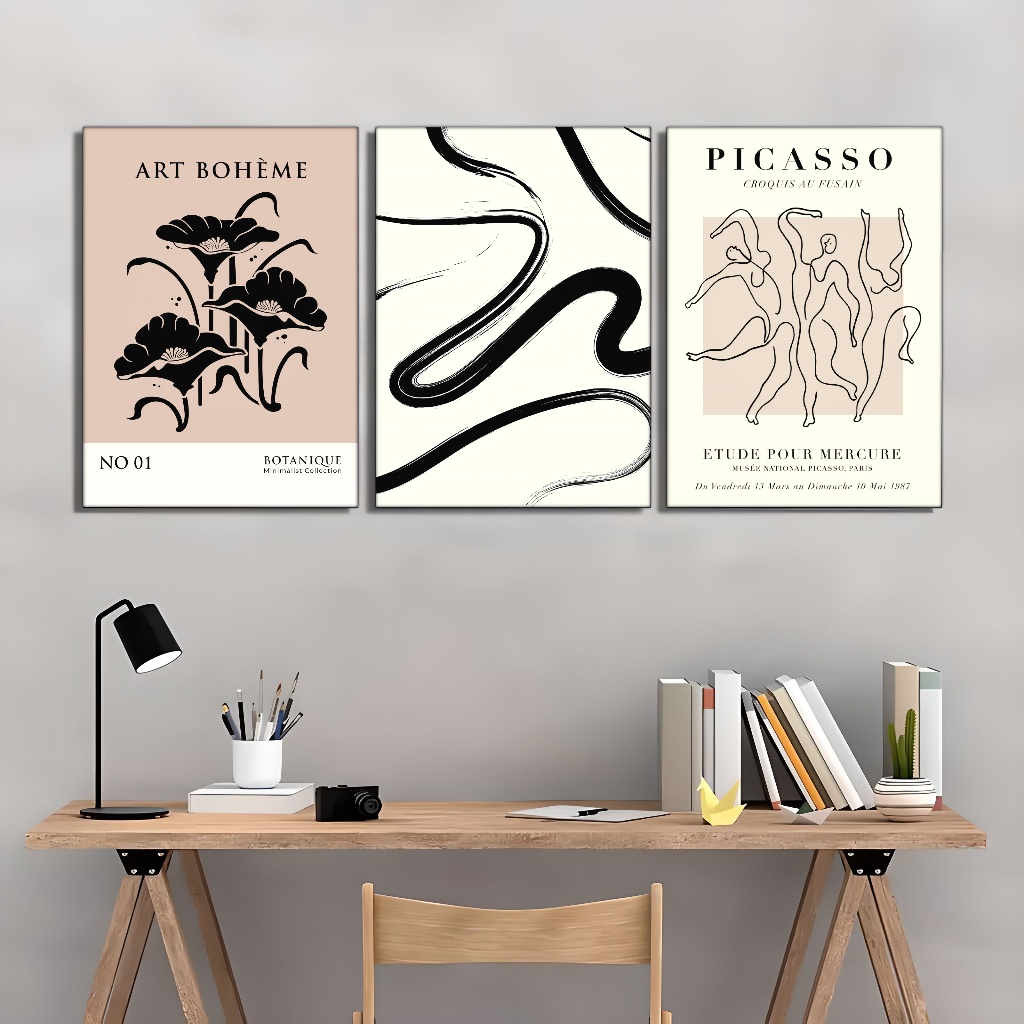 ART BOHÈME
NO 01
BOTANIQUE
Minimalist Collection
PICASSO
CROQUIS AU FUSAIN
ETUDE POUR MERCURE
MUSÉE NATIONAL PICASSO, PARIS
Du Vendredi 13 Mars au Dimanche 10 Mai 1987